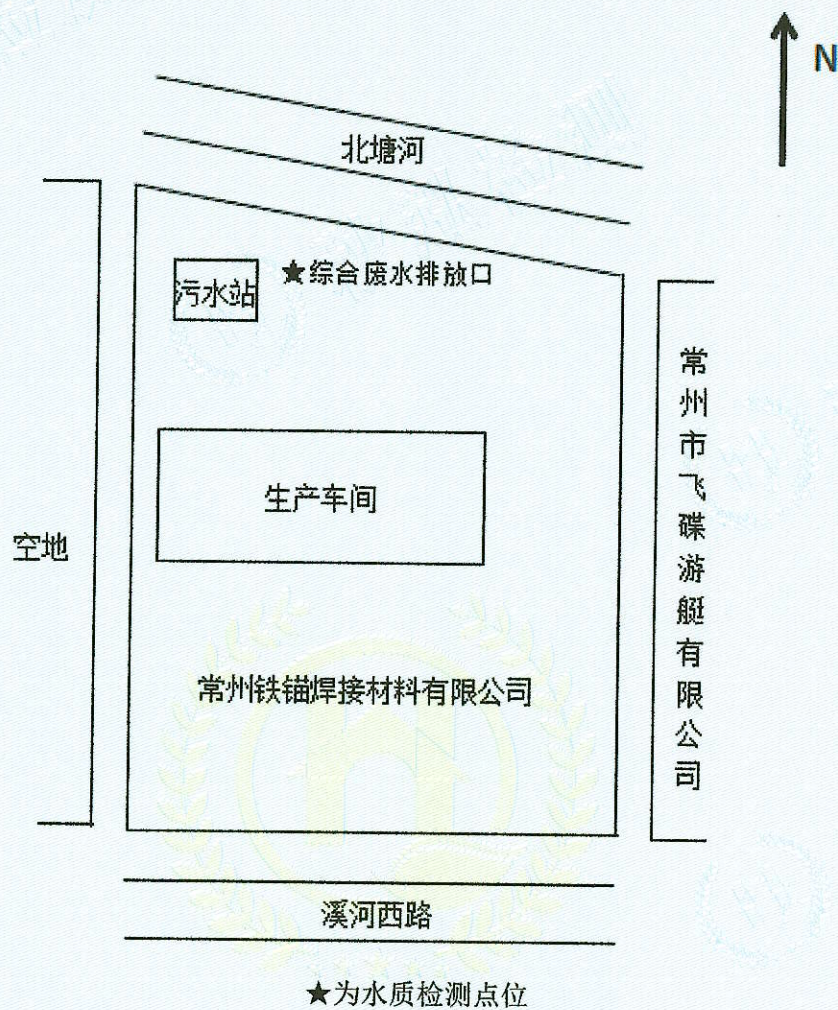 N
北塘河
污水站
★综合废水排放口
生产车间
空地
常州市飞碟游艇有限公司
常州铁锚焊接材料有限公司
溪河西路
★为水质检测点位